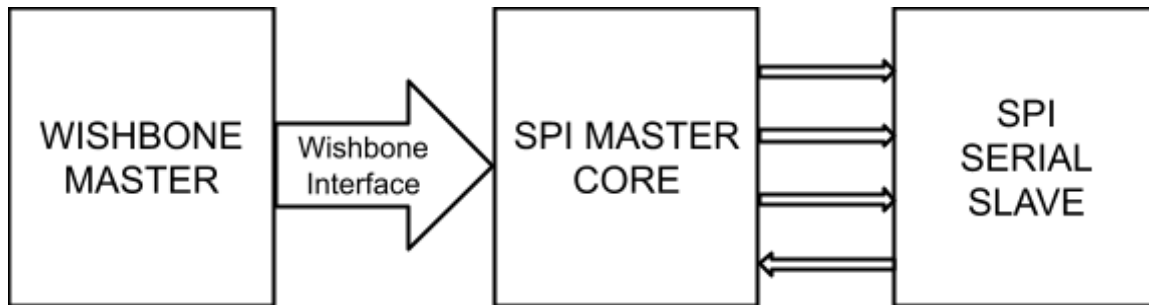 WISHBONE
MASTER
Wishbone
Interface
SPI MASTER
CORE
SPI
SERIAL
SLAVE